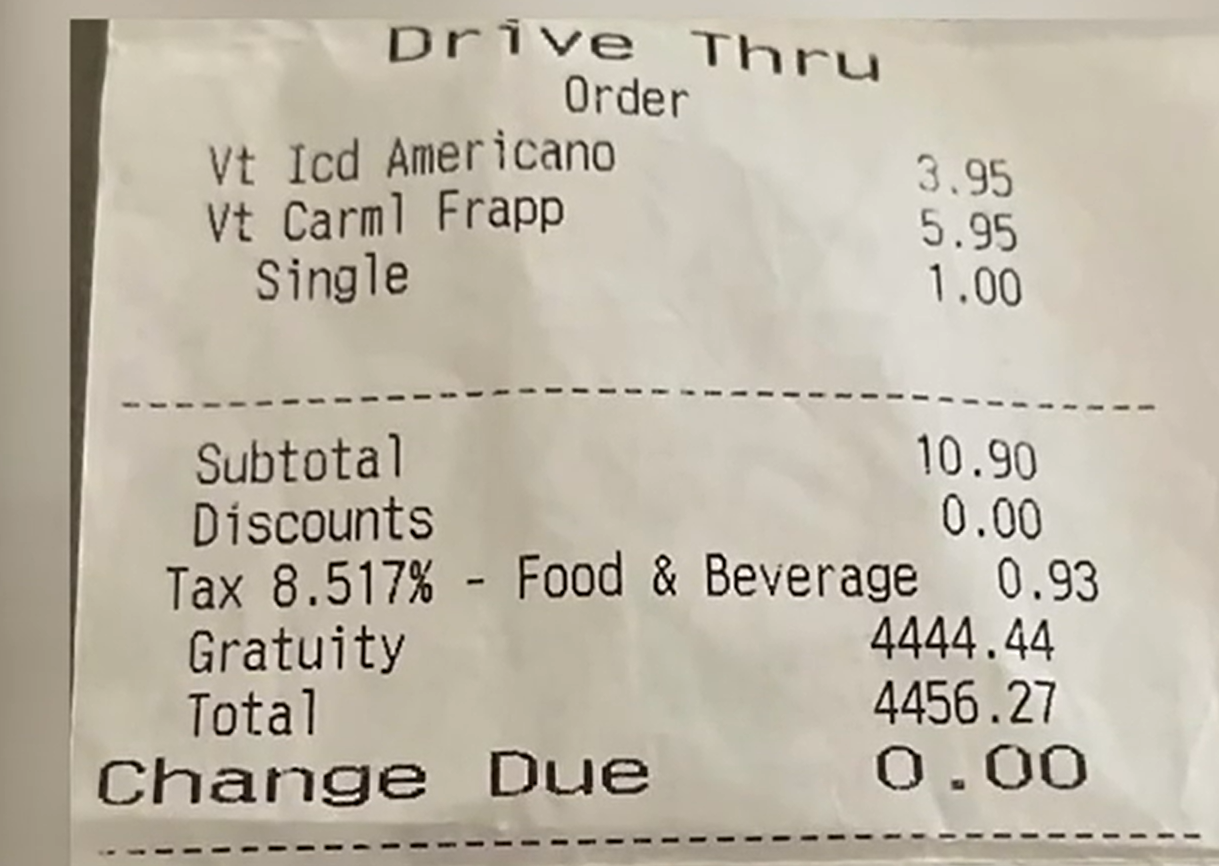 Drive Thru
Order
Vt Icd Americano 3.95
Vt Carml Frapp 5.95
Single 1.00
Subtotal 10.90
Discounts 0.00
Tax 8.517% - Food & Beverage 0.93
Gratuity 4444.44
Total 4456.27
Change Due 0.00